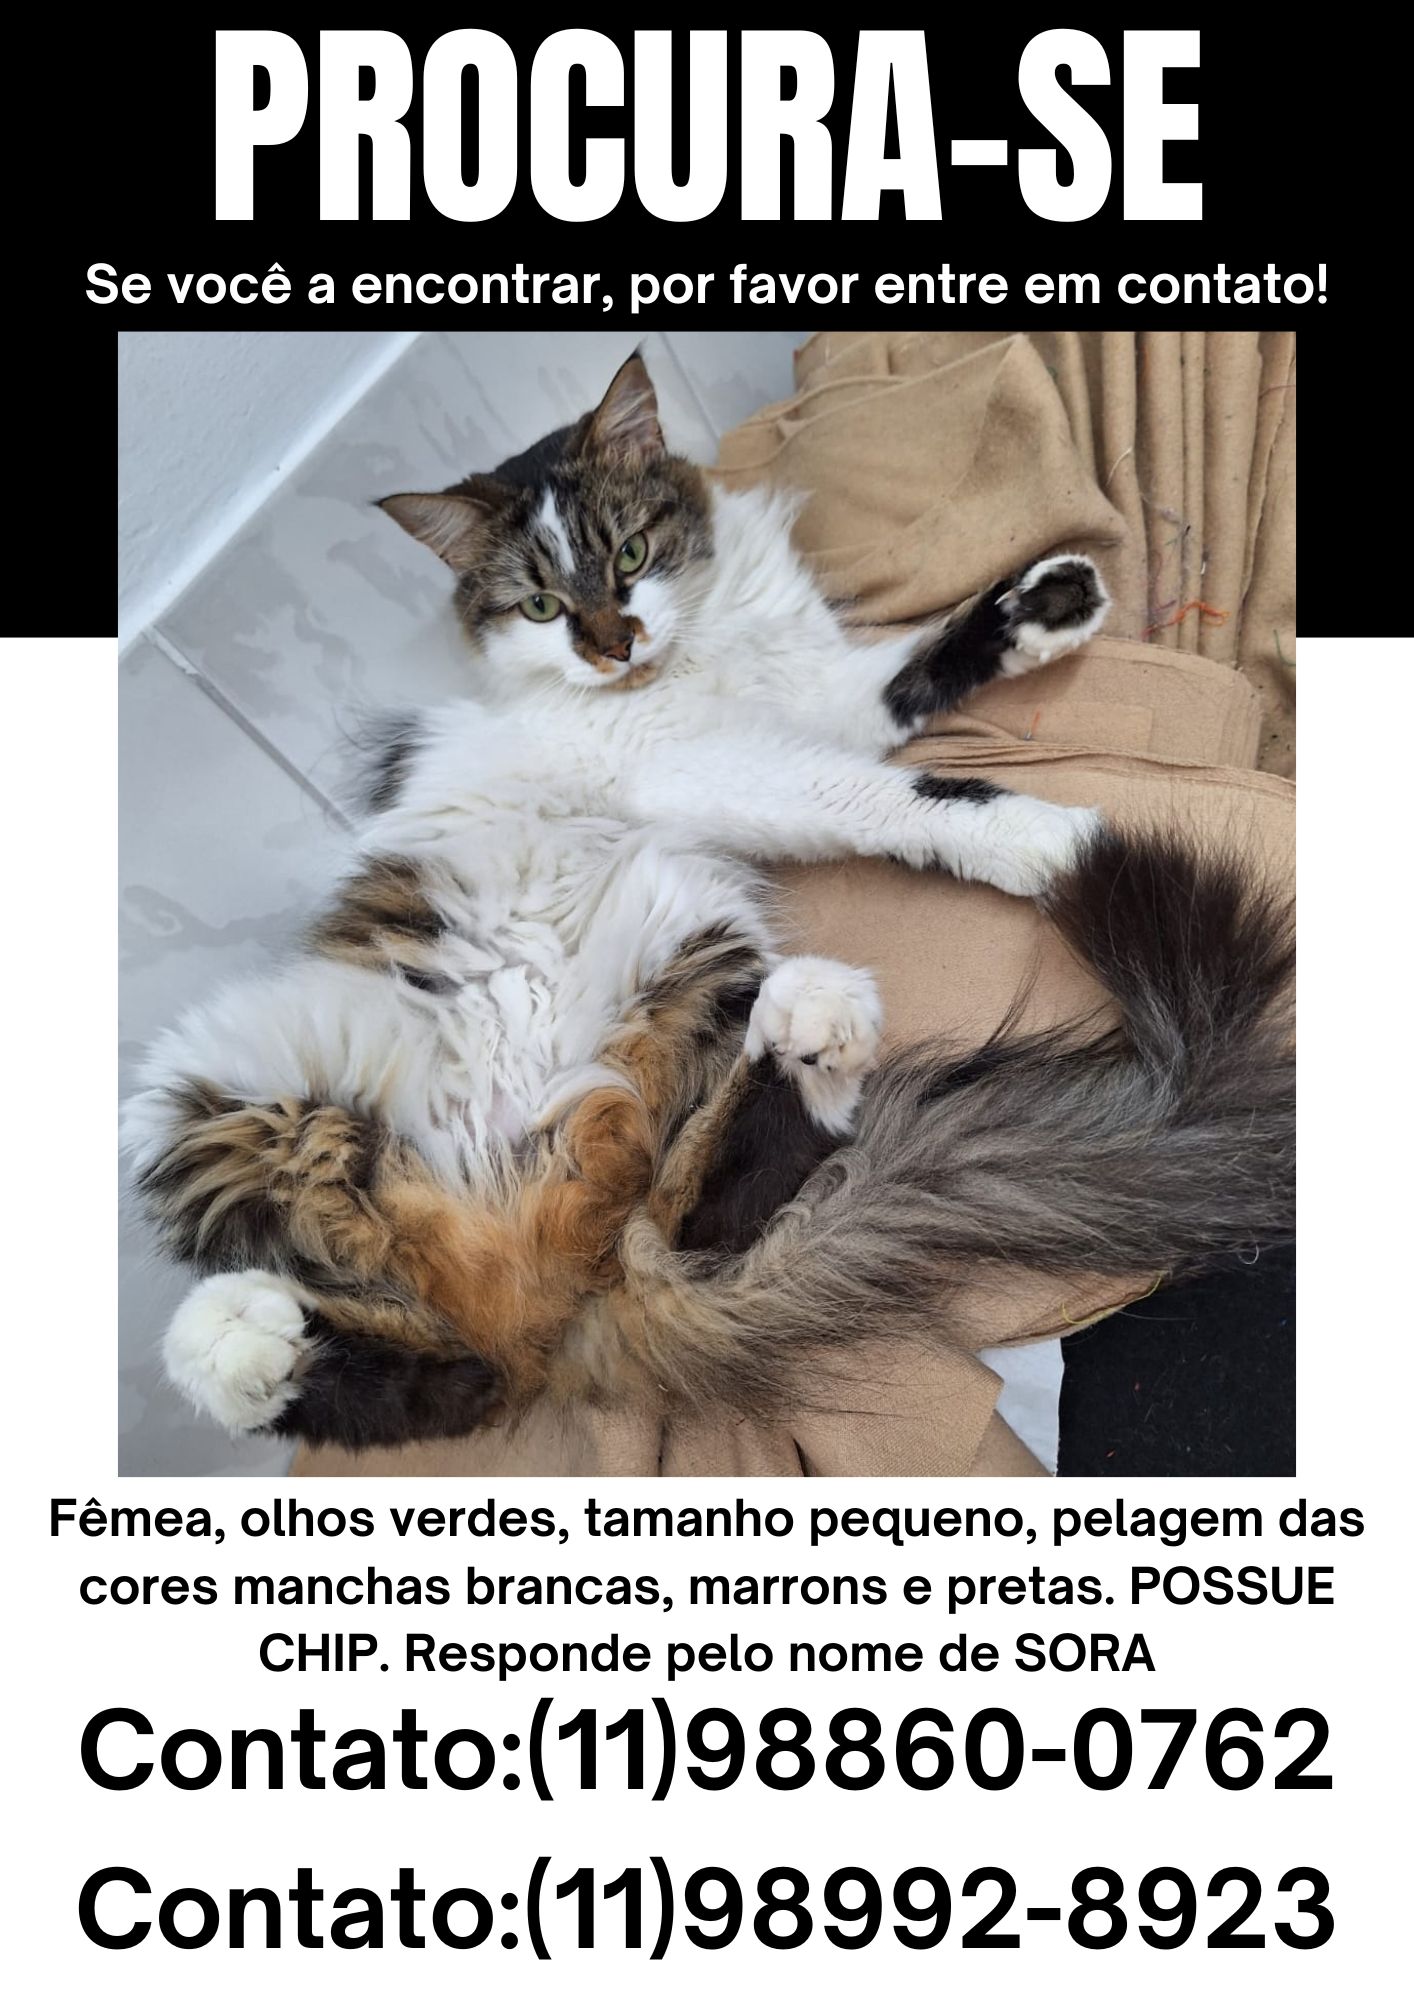 PROCURA-SE
Se você a encontrar, por favor entre em contato!
Fêmea, olhos verdes, tamanho pequeno, pelagem das
cores manchas brancas, marrons e pretas. POSSUE
CHIP. Responde pelo nome de SORA
Contato:(11)98860-0762
Contato:(11)98992-8923